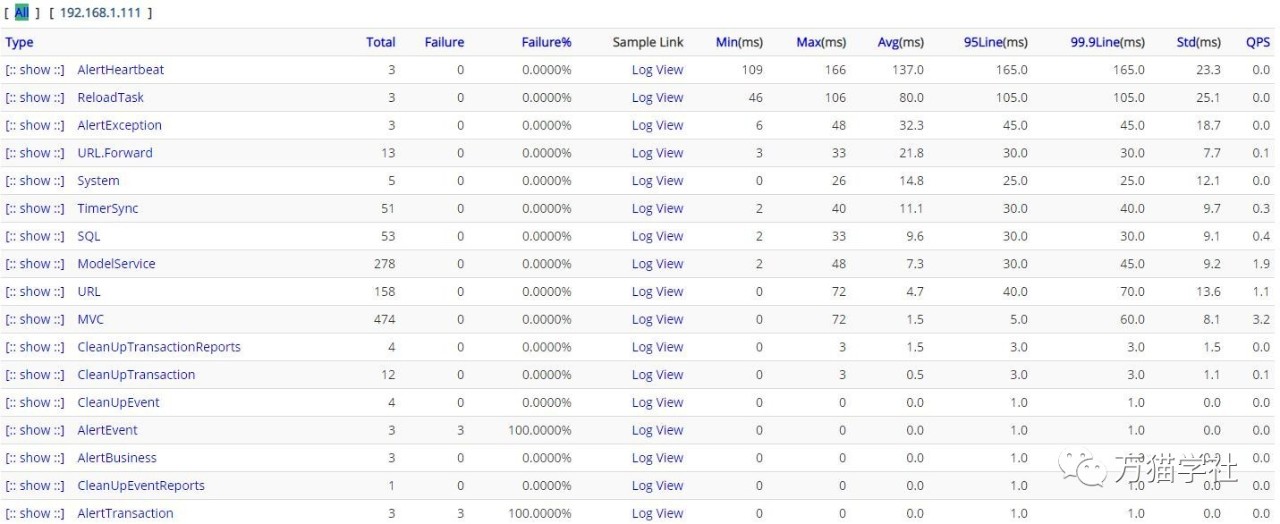 [ All ] [ 192.168.1.111 ]
Type Total Failure Failure% Sample Link Min(ms) Max(ms) Avg(ms) 95Line(ms) 99.9Line(ms) Std(ms) QPS
[:: show ::] AlertHeartbeat 3 0 0.0000% Log View 109 166 137.0 165.0 165.0 23.3 0.0
[:: show ::] ReloadTask 3 0 0.0000% Log View 46 106 80.0 105.0 105.0 25.1 0.0
[:: show ::] AlertException 3 0 0.0000% Log View 6 48 32.3 45.0 45.0 18.7 0.0
[:: show ::] URL.Forward 13 0 0.0000% Log View 3 33 21.8 30.0 30.0 7.7 0.1
[:: show ::] System 5 0 0.0000% Log View 0 26 14.8 25.0 25.0 12.1 0.0
[:: show ::] TimerSync 51 0 0.0000% Log View 2 40 11.1 30.0 40.0 9.7 0.3
[:: show ::] SQL 53 0 0.0000% Log View 2 33 9.6 30.0 30.0 9.1 0.4
[:: show ::] ModelService 278 0 0.0000% Log View 2 48 7.3 30.0 45.0 9.2 1.9
[:: show ::] URL 158 0 0.0000% Log View 0 72 4.7 40.0 70.0 13.6 1.1
[:: show ::] MVC 474 0 0.0000% Log View 0 72 1.5 5.0 60.0 8.1 3.2
[:: show ::] CleanUpTransactionReports 4 0 0.0000% Log View 0 3 1.5 3.0 3.0 1.5 0.0
[:: show ::] CleanUpTransaction 12 0 0.0000% Log View 0 3 0.5 3.0 3.0 1.1 0.1
[:: show ::] CleanUpEvent 4 0 0.0000% Log View 0 0 0.0 1.0 1.0 0.0 0.0
[:: show ::] AlertEvent 3 3 100.0000% Log View 0 0 0.0 1.0 1.0 0.0 0.0
[:: show ::] AlertBusiness 3 0 0.0000% Log View 0 0 0.0 1.0 1.0 0.0 0.0
[:: show ::] CleanUpEventReports 1 0 0.0000% Log View 0 0 0.0 1.0 1.0 0.0 0.0
[:: show ::] AlertTransaction 3 3 100.0000% Log View 0 0 0.0 1.0 1.0 0.0 0.0
万猫学社